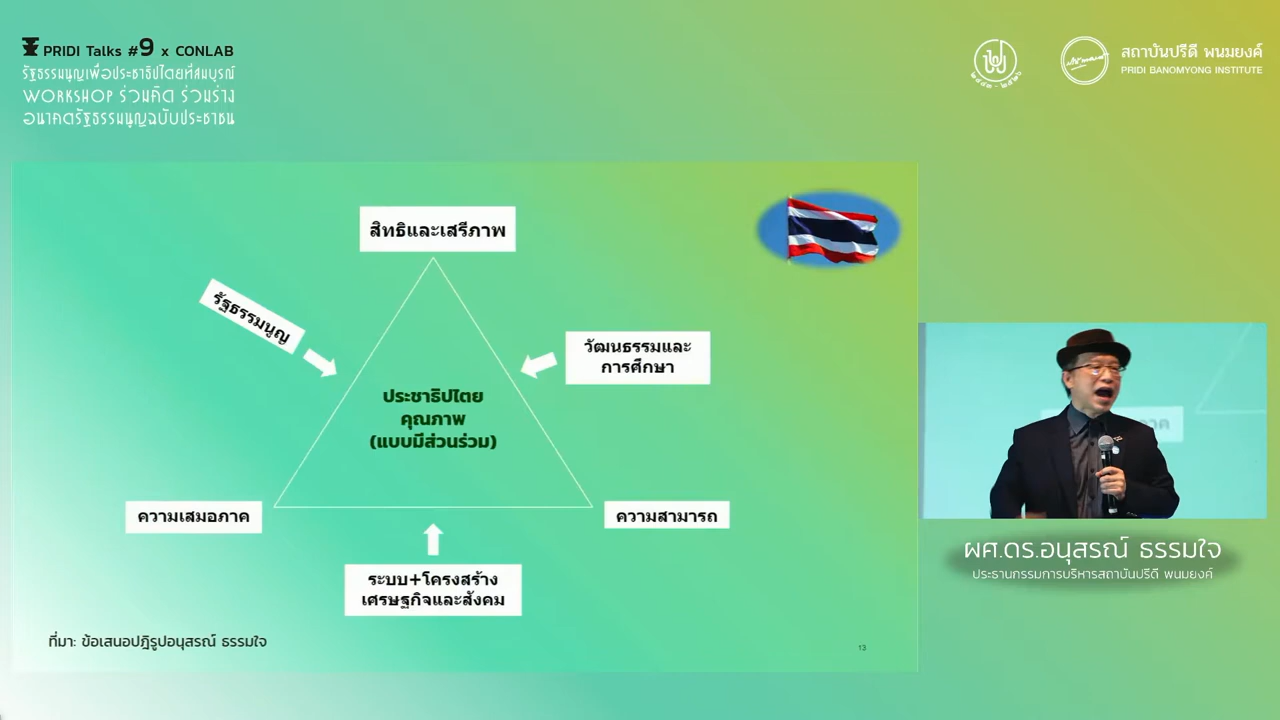 PRIDI Talks #9 x CONLAB
รัฐธรรมนูญเพื่อประชาธิปไตยที่สมบูรณ์
WORKSHOP ร่วมคิด ร่วมร่าง
อนาคตรัฐธรรมนูญฉบับประชาชน
๒๔๔๓ - ๒๕๒๖
สถาบันปรีดี พนมยงค์
PRIDI BANOMYONG INSTITUTE
สิทธิและเสรีภาพ
รัฐธรรมนูญ
วัฒนธรรมและ
การศึกษา
ประชาธิปไตย
คุณภาพ
(แบบมีส่วนร่วม)
ความเสมอภาค
ความสามารถ
ระบบ+โครงสร้าง
เศรษฐกิจและสังคม
ที่มา: ข้อเสนอปฎิรูปอนุสรณ์ ธรรมใจ
13
ผศ.ดร.อนุสรณ์ ธรรมใจ
ประธานกรรมการบริหารสถาบันปรีดี พนมยงค์